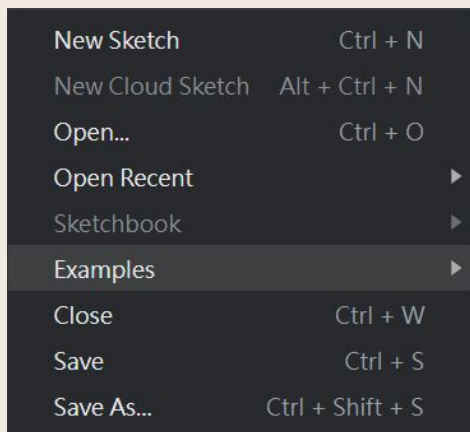 New Sketch Ctrl + N
New Cloud Sketch Alt + Ctrl + N
Open... Ctrl + O
Open Recent
Sketchbook
Examples
Close Ctrl + W
Save Ctrl + S
Save As... Ctrl + Shift + S